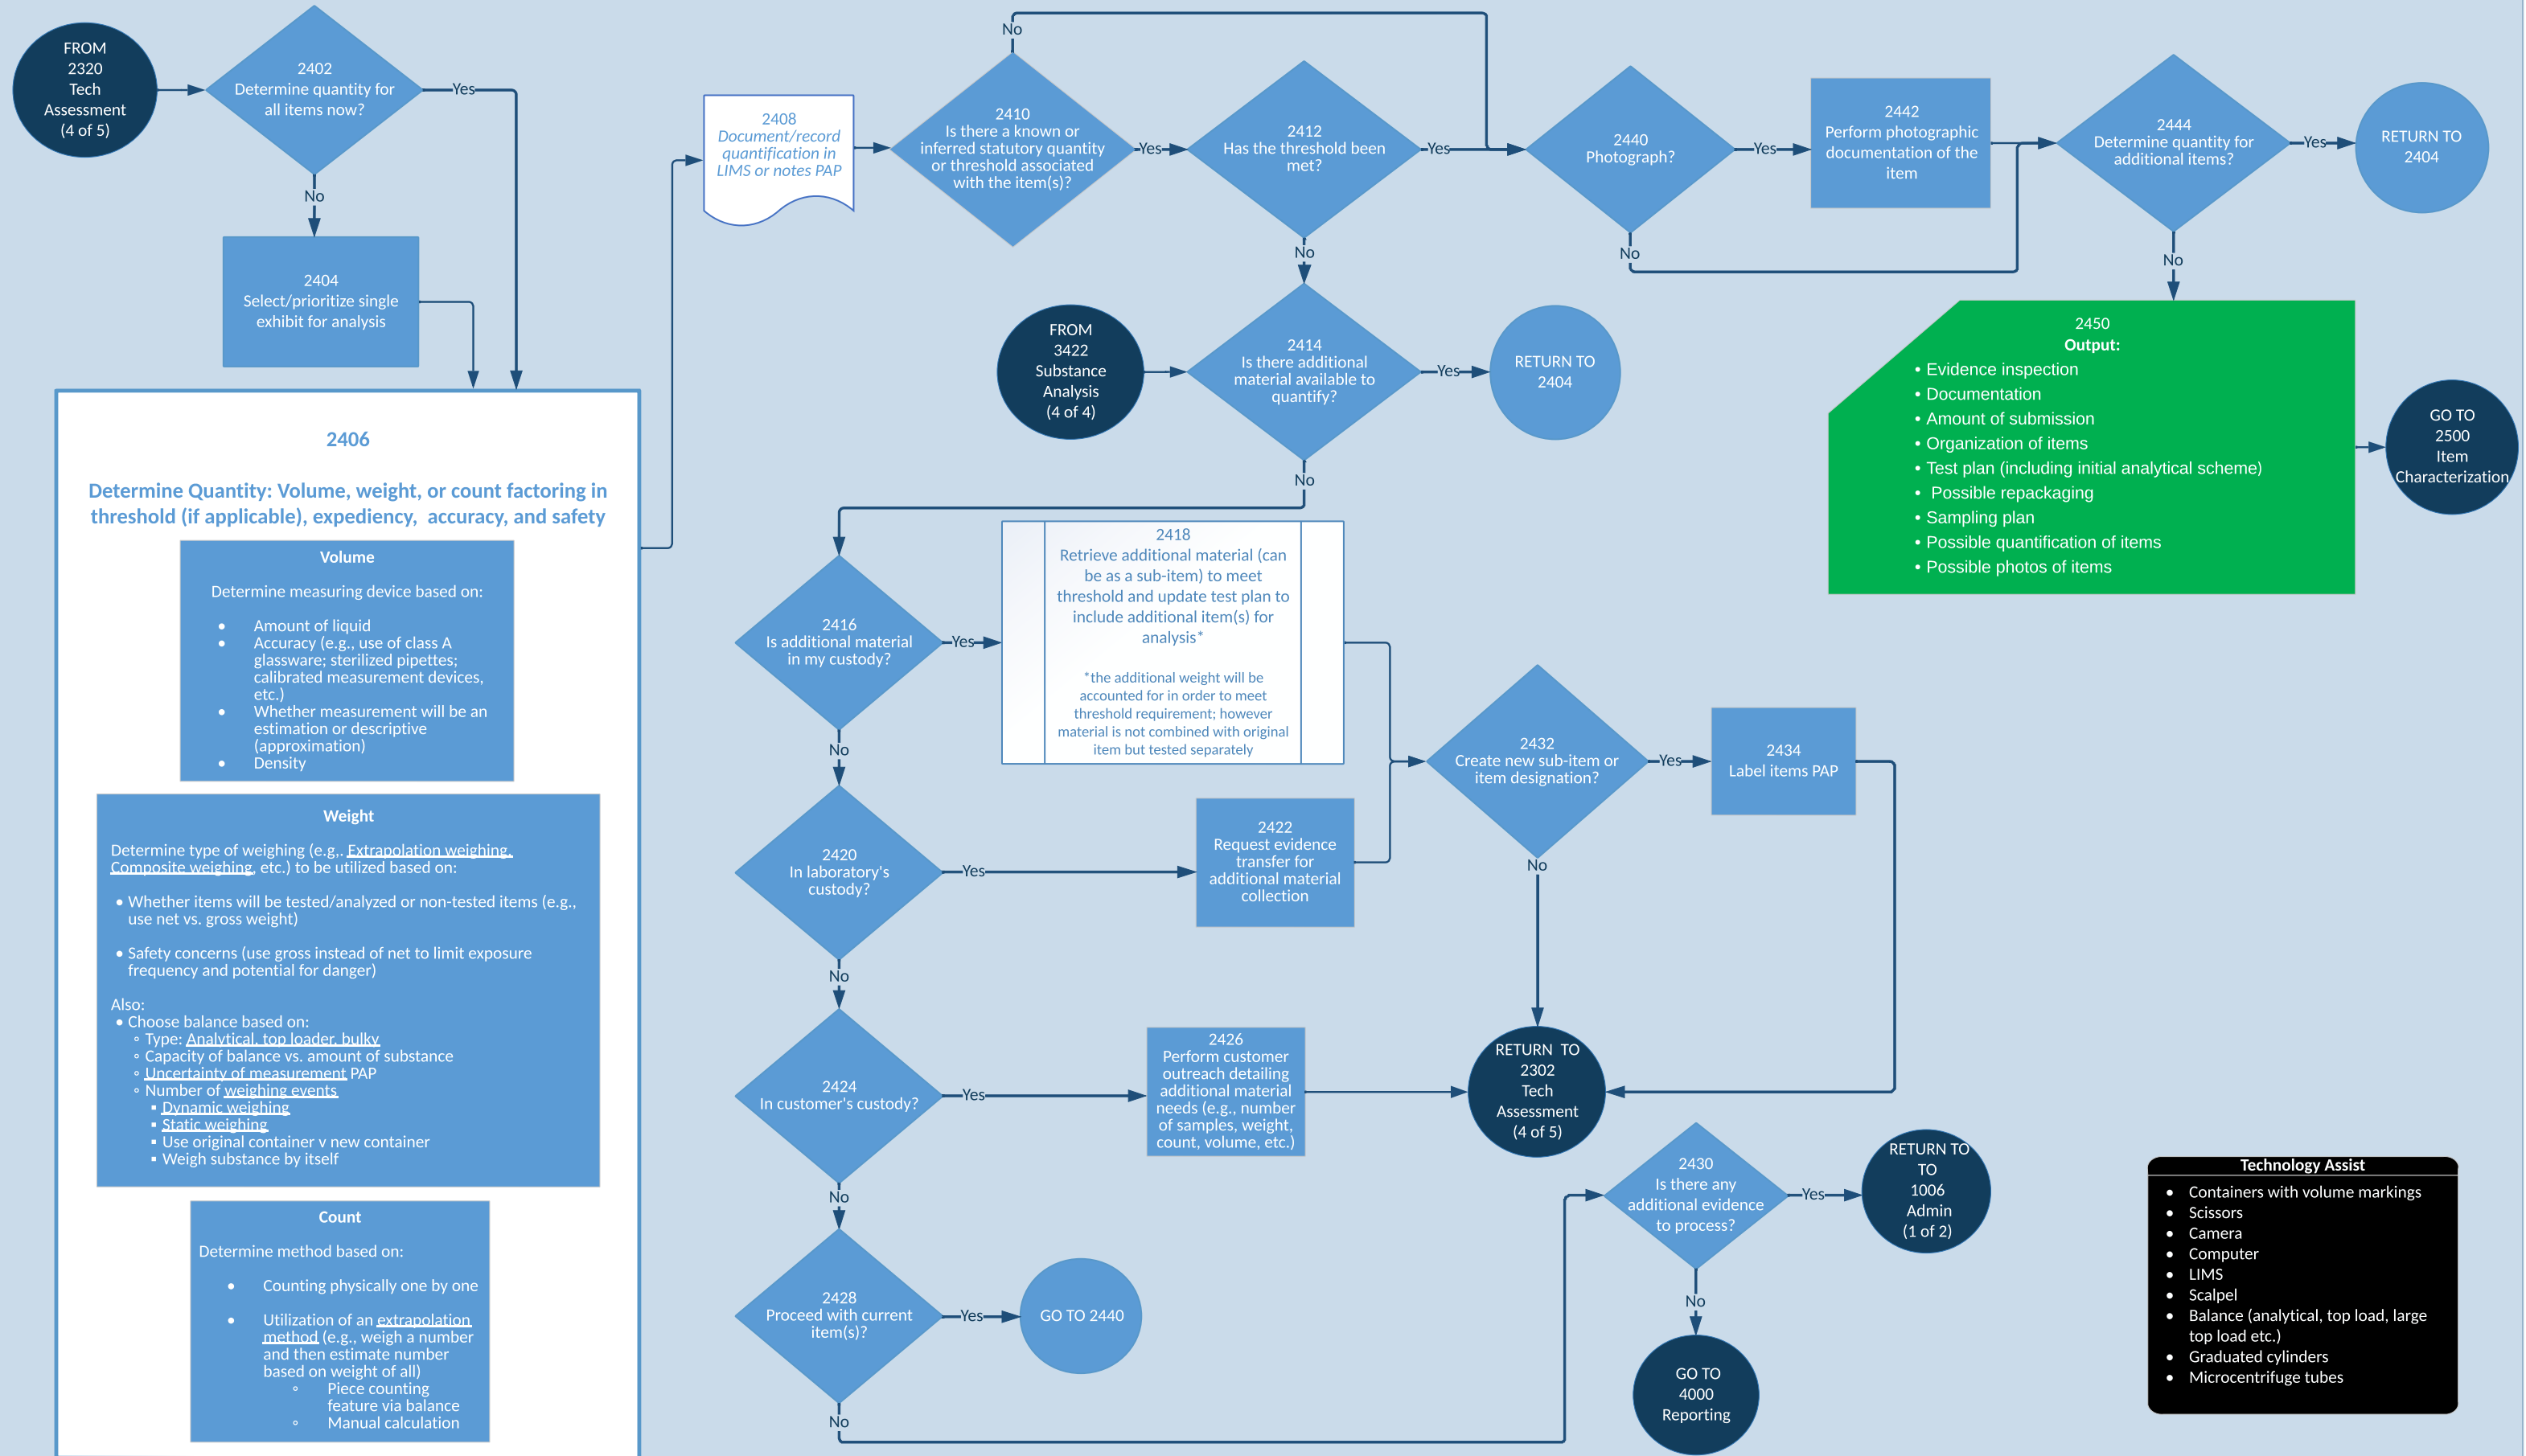 FROM
2320
Tech
Assessment
(4 of 5)
2402
Determine quantity for
all items now?
Yes
No
2404
Select/prioritize single
exhibit for analysis
2406
Determine Quantity: Volume, weight, or count factoring in
threshold (if applicable), expediency, accuracy, and safety
Volume
Determine measuring device based on:
● Amount of liquid
● Accuracy (e.g., use of class A
glassware; sterilized pipettes;
calibrated measurement devices,
etc.)
● Whether measurement will be an
estimation or descriptive
(approximation)
● Density
Weight
Determine type of weighing (e.g,. Extrapolation weighing,
Composite weighing, etc.) to be utilized based on:
• Whether items will be tested/analyzed or non-tested items (e.g.,
use net vs. gross weight)
• Safety concerns (use gross instead of net to limit exposure
frequency and potential for danger)
Also:
• Choose balance based on:
◦ Type: Analytical, top loader, bulky
◦ Capacity of balance vs. amount of substance
◦ Uncertainty of measurement PAP
◦ Number of weighing events
▪ Dynamic weighing
▪ Static weighing
▪ Use original container v new container
▪ Weigh substance by itself
Count
Determine method based on:
● Counting physically one by one
● Utilization of an extrapolation
method (e.g., weigh a number
and then estimate number
based on weight of all)
◦ Piece counting
feature via balance
◦ Manual calculation
2408
Document/record
quantification in
LIMS or notes PAP
No
2410
Is there a known or
inferred statutory quantity
or threshold associated
with the item(s)?
Yes
2412
Has the threshold been
met?
Yes
No
2440
Photograph?
Yes
No
2442
Perform photographic
documentation of the
item
2444
Determine quantity for
additional items?
Yes
No
RETURN TO
2404
FROM
3422
Substance
Analysis
(4 of 4)
2414
Is there additional
material available to
quantify?
Yes
No
RETURN TO
2404
2450
Output:
• Evidence inspection
• Documentation
• Amount of submission
• Organization of items
• Test plan (including initial analytical scheme)
• Possible repackaging
• Sampling plan
• Possible quantification of items
• Possible photos of items
GO TO
2500
Item
Characterization
2416
Is additional material
in my custody?
Yes
No
2418
Retrieve additional material (can
be as a sub-item) to meet
threshold and update test plan to
include additional item(s) for
analysis*
*the additional weight will be
accounted for in order to meet
threshold requirement; however
material is not combined with original
item but tested separately
2420
In laboratory's
custody?
Yes
No
2422
Request evidence
transfer for
additional material
collection
2432
Create new sub-item or
item designation?
Yes
No
2434
Label items PAP
2424
In customer's custody?
Yes
No
2426
Perform customer
outreach detailing
additional material
needs (e.g., number
of samples, weight,
count, volume, etc.)
RETURN TO
2302
Tech
Assessment
(4 of 5)
2428
Proceed with current
item(s)?
Yes
No
GO TO 2440
2430
Is there any
additional evidence
to process?
Yes
No
RETURN TO
TO
1006
Admin
(1 of 2)
GO TO
4000
Reporting
Technology Assist
● Containers with volume markings
● Scissors
● Camera
● Computer
● LIMS
● Scalpel
● Balance (analytical, top load, large
top load etc.)
● Graduated cylinders
● Microcentrifuge tubes